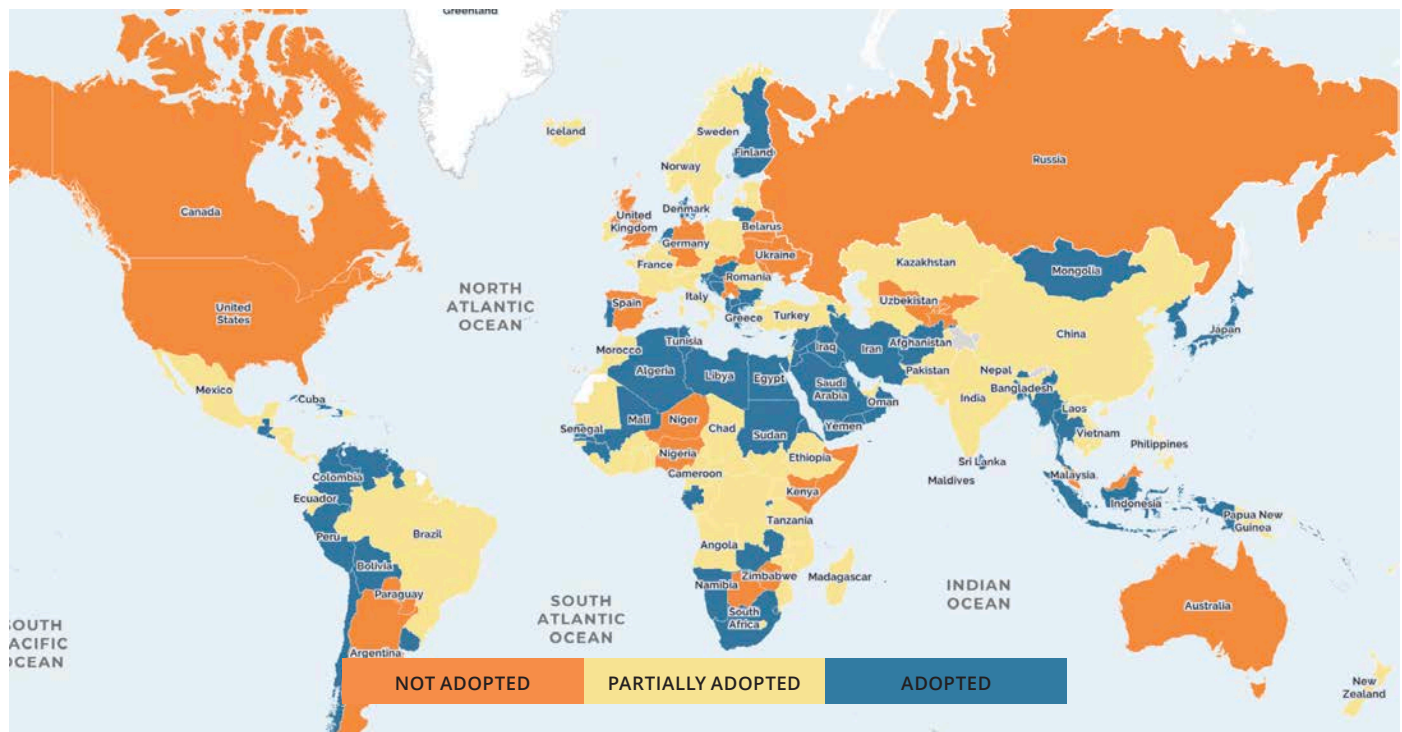 Greenland
Iceland
Sweden
Finland
Norway
Russia
Canada
United
Kingdom
Denmark
Belarus
Germany
Ukraine
France
Kazakhstan
Mongolia
Romania
NORTH
ATLANTIC
OCEAN
United
States
Spain
Italy
Uzbekistan
Greece
Turkey
China
Japan
Morocco
Tunisia
Iraq
Iran
Afghanistan
Algeria
Libya
Egypt
Saudi
Arabia
Pakistan
Nepal
Bangladesh
Mexico
Cuba
Oman
India
Laos
Senegal
Mali
Niger
Chad
Sudan
Yemen
Vietnam
Philippines
Nigeria
Ethiopia
Sri Lanka
Colombia
Cameroon
Maldives
Malaysia
Ecuador
Kenya
Indonesia
Papua New
Guinea
Peru
Brazil
Tanzania
Angola
Bolivia
Namibia
Zimbabwe
Madagascar
INDIAN
OCEAN
Paraguay
SOUTH
ATLANTIC
OCEAN
South
Africa
Australia
OUTH
ACIFIC
OCEAN
Argentina
New
Zealand
NOT ADOPTED
PARTIALLY ADOPTED
ADOPTED